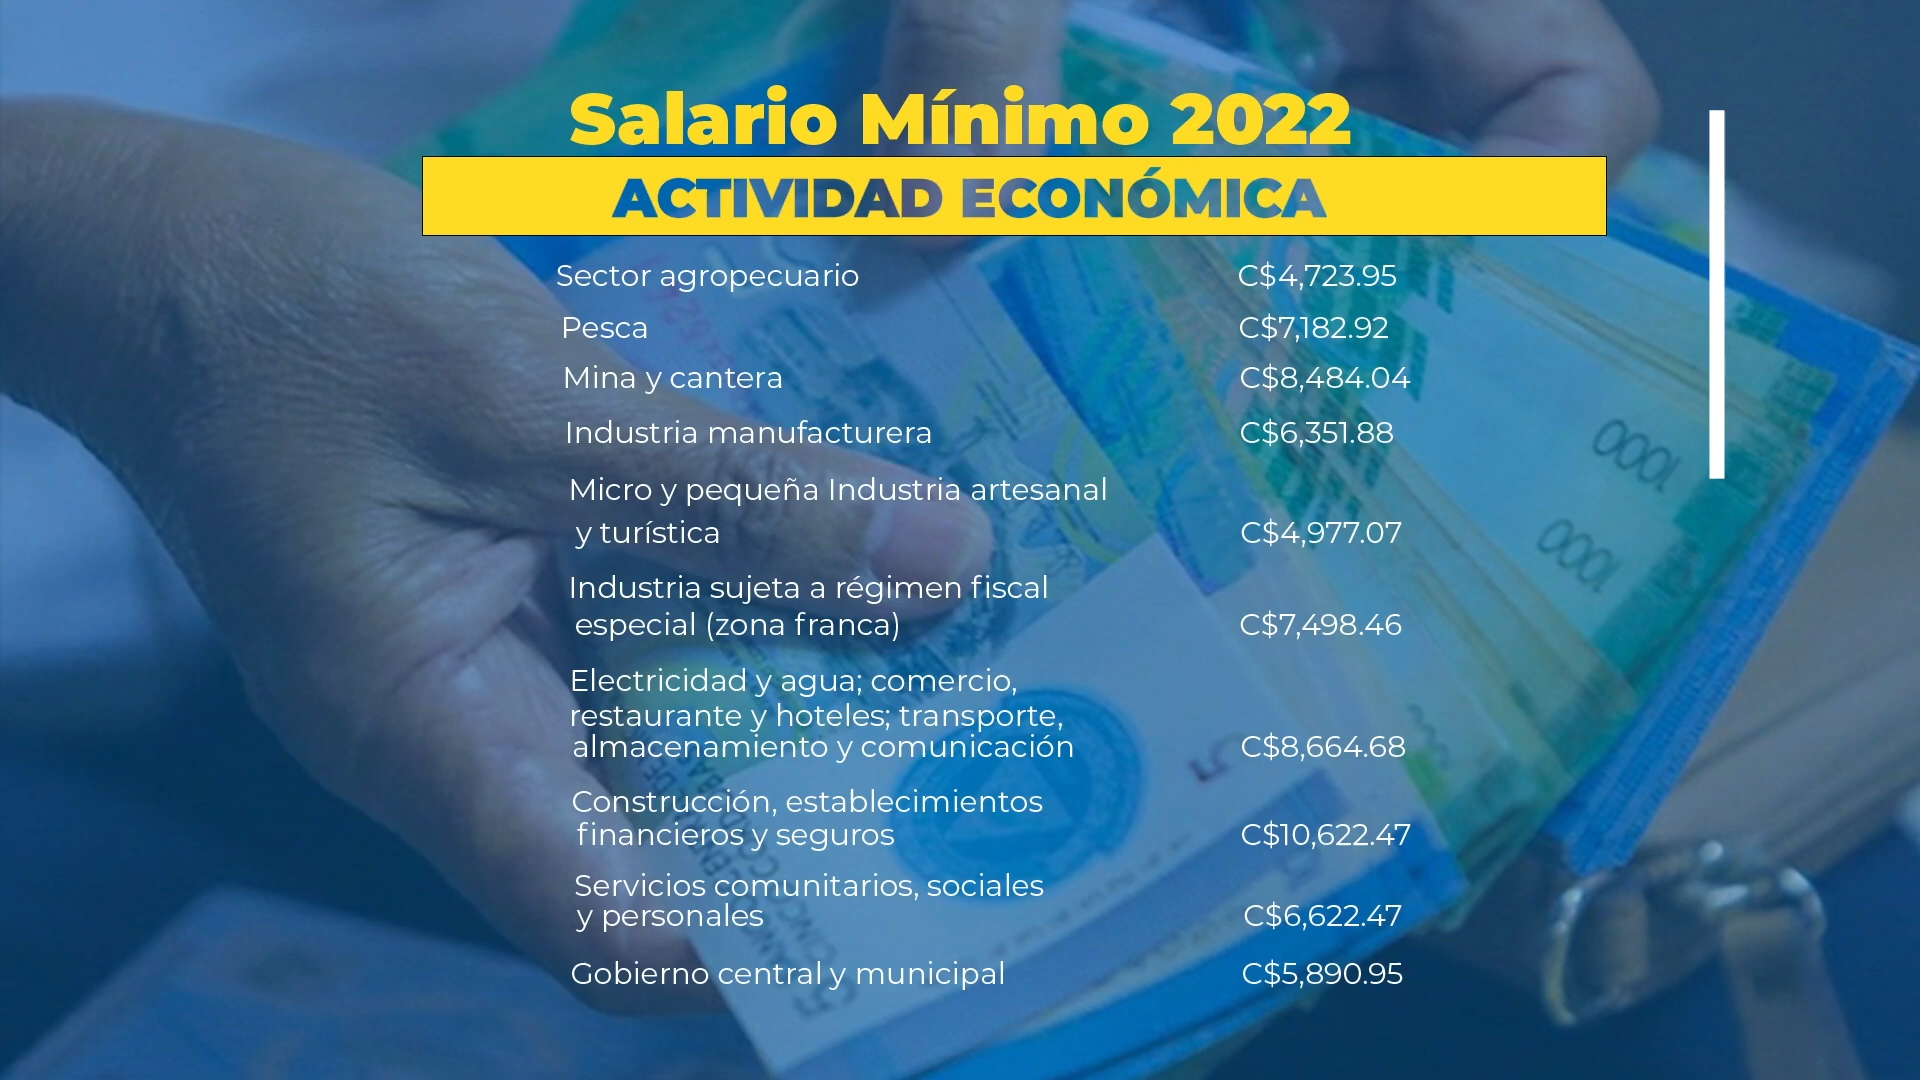 Salario Mínimo 2022
ACTIVIDAD ECONÓMICA
Sector agropecuario C$4,723.95
Pesca C$7,182.92
Mina y cantera C$8,484.04
Industria manufacturera C$6,351.88
Micro y pequeña Industria artesanal
y turística C$4,977.07
Industria sujeta a régimen fiscal
especial (zona franca) C$7,498.46
Electricidad y agua; comercio,
restaurante y hoteles; transporte,
almacenamiento y comunicación C$8,664.68
Construcción, establecimientos
financieros y seguros C$10,622.47
Servicios comunitarios, sociales
y personales C$6,622.47
Gobierno central y municipal C$5,890.95
1000
1000
5